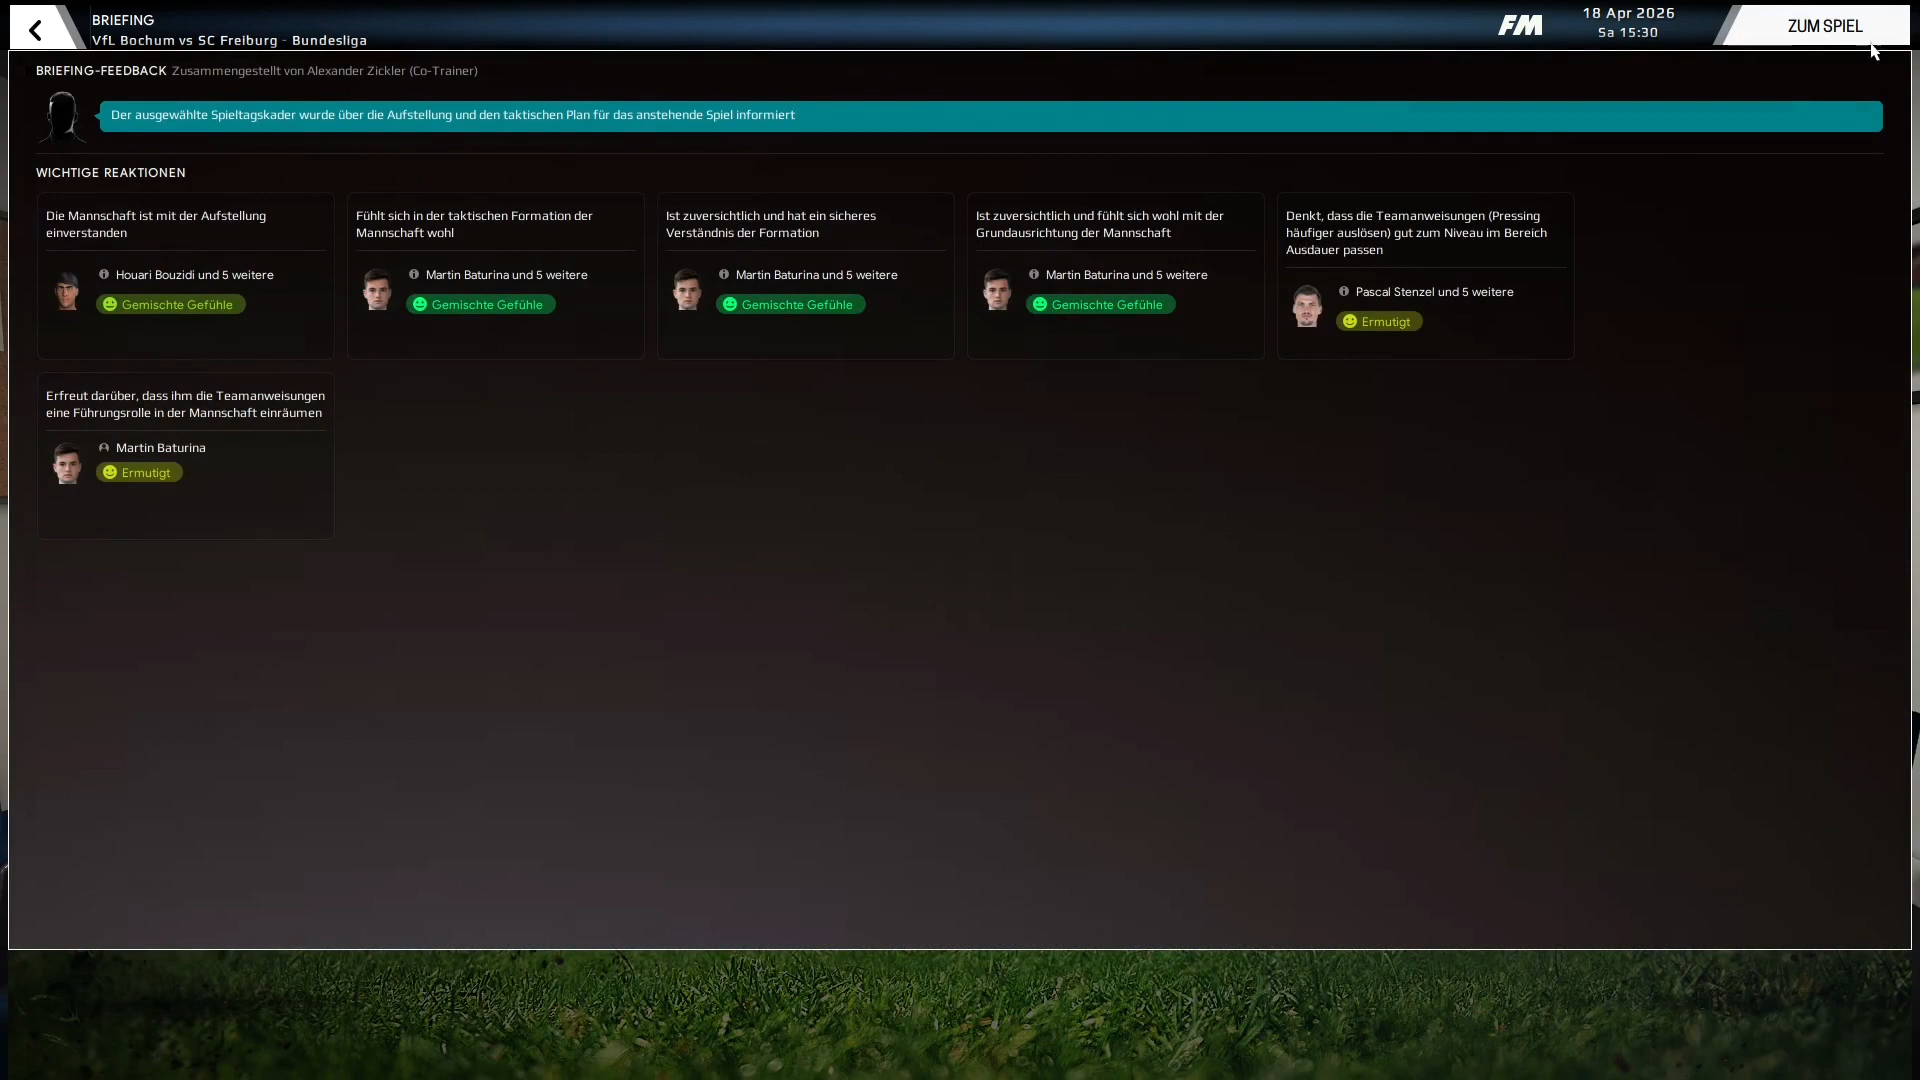 BRIEFING
VfL Bochum vs SC Freiburg - Bundesliga
FM
18 Apr 2026
Sa 15:30
ZUM SPIEL
BRIEFING-FEEDBACK Zusammengestellt von Alexander Zickler (Co-Trainer)
Der ausgewählte Spieltagskader wurde über die Aufstellung und den taktischen Plan für das anstehende Spiel informiert
WICHTIGE REAKTIONEN
Die Mannschaft ist mit der Aufstellung
einverstanden
Houari Bouzidi und 5 weitere
Gemischte Gefühle
Fühlt sich in der taktischen Formation der
Mannschaft wohl
Martin Baturina und 5 weitere
Gemischte Gefühle
Ist zuversichtlich und hat ein sicheres
Verständnis der Formation
Martin Baturina und 5 weitere
Gemischte Gefühle
Ist zuversichtlich und fühlt sich wohl mit der
Grundausrichtung der Mannschaft
Martin Baturina und 5 weitere
Gemischte Gefühle
Denkt, dass die Teamanweisungen (Pressing
häufiger auslösen) gut zum Niveau im Bereich
Ausdauer passen
Pascal Stenzel und 5 weitere
Ermutigt
Erfreut darüber, dass ihm die Teamanweisungen
eine Führungsrolle in der Mannschaft einräumen
Martin Baturina
Ermutigt